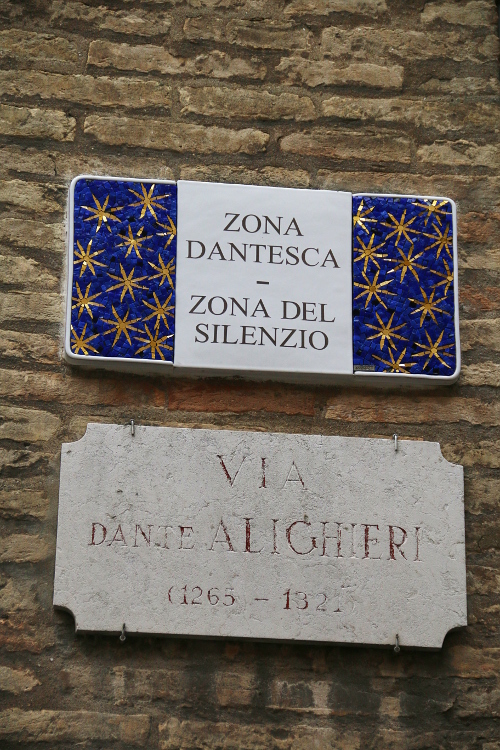 ZONA
DANTESCA
-
ZONA DEL
SILENZIO
VIA
DANTE ALIGHIERI
(1265 - 1321)